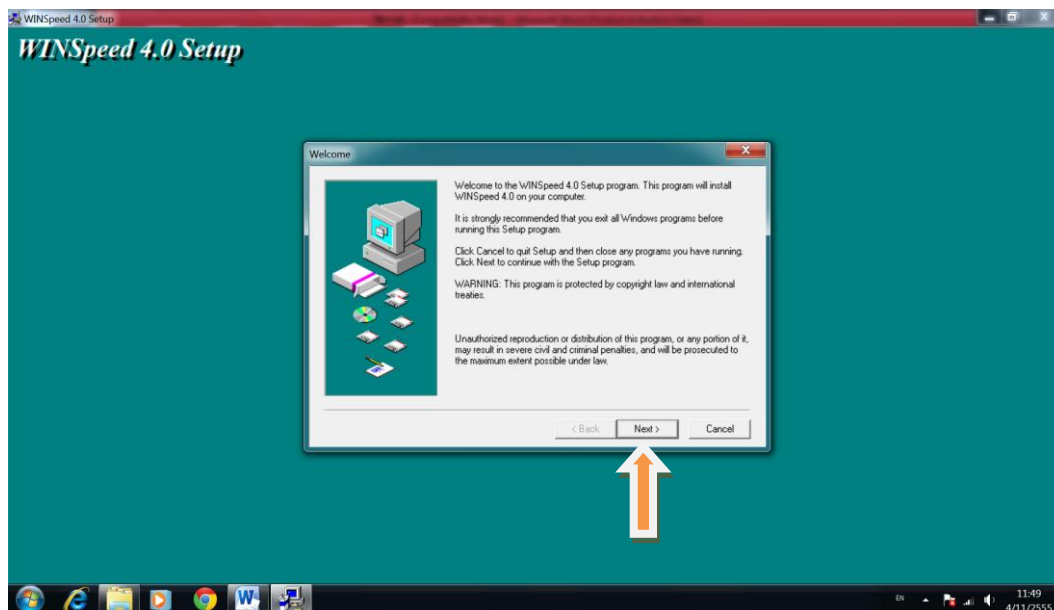 WINSpeed 4.0 Setup
WINSpeed 4.0 Setup
Welcome
Welcome to the WINSpeed 4.0 Setup program. This program will install
WINSpeed 4.0 on your computer.
It is strongly recommended that you exit all Windows programs before
running this Setup program.
Click Cancel to quit Setup and then close any programs you have running.
Click Next to continue with the Setup program.
WARNING: This program is protected by copyright law and international
treaties.
Unauthorized reproduction or distribution of this program, or any portion of it,
may result in severe civil and criminal penalties, and will be prosecuted to
the maximum extent possible under law.
< Back
Next >
Cancel
EN
11:49
4/11/2555